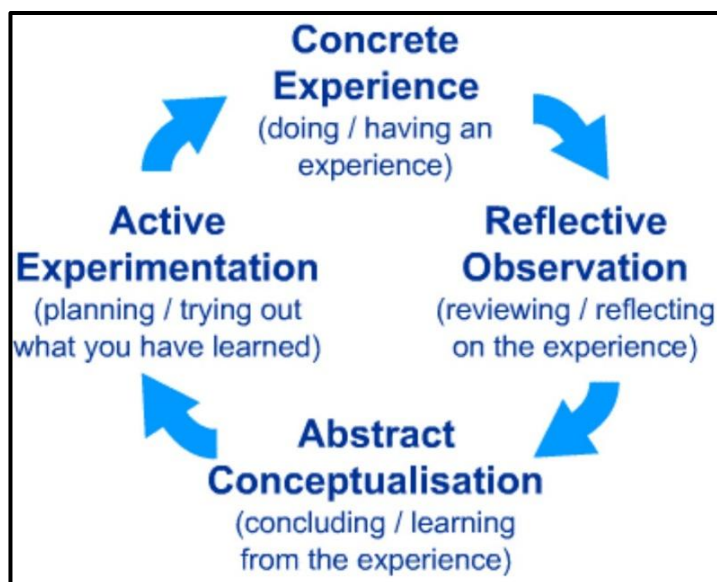 Concrete
Experience
(doing / having an
experience)
Reflective
Observation
(reviewing / reflecting
on the experience)
Abstract
Conceptualisation
(concluding / learning
from the experience)
Active
Experimentation
(planning / trying out
what you have learned)